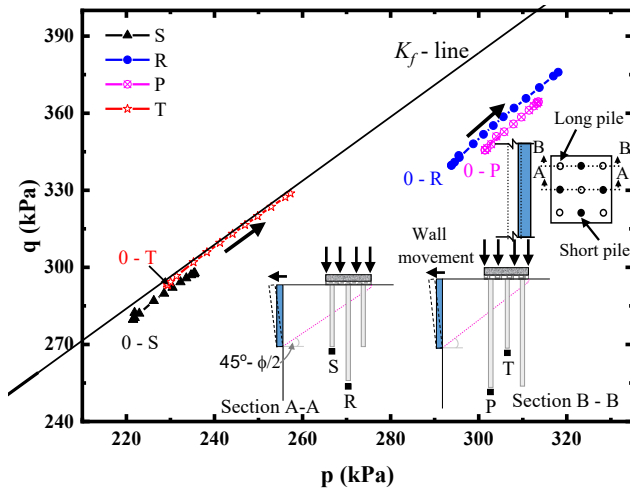 390
360
330
300
270
240
q (kPa)
S
R
P
T
K_f - line
0 - R
0 - P
0 - T
0 - S
Long pile
B B
A A
Short pile
Wall
movement
S
R
45°- ϕ/2
Section A-A
T
P
Section B - B
220 240 260 280 300 320
p (kPa)